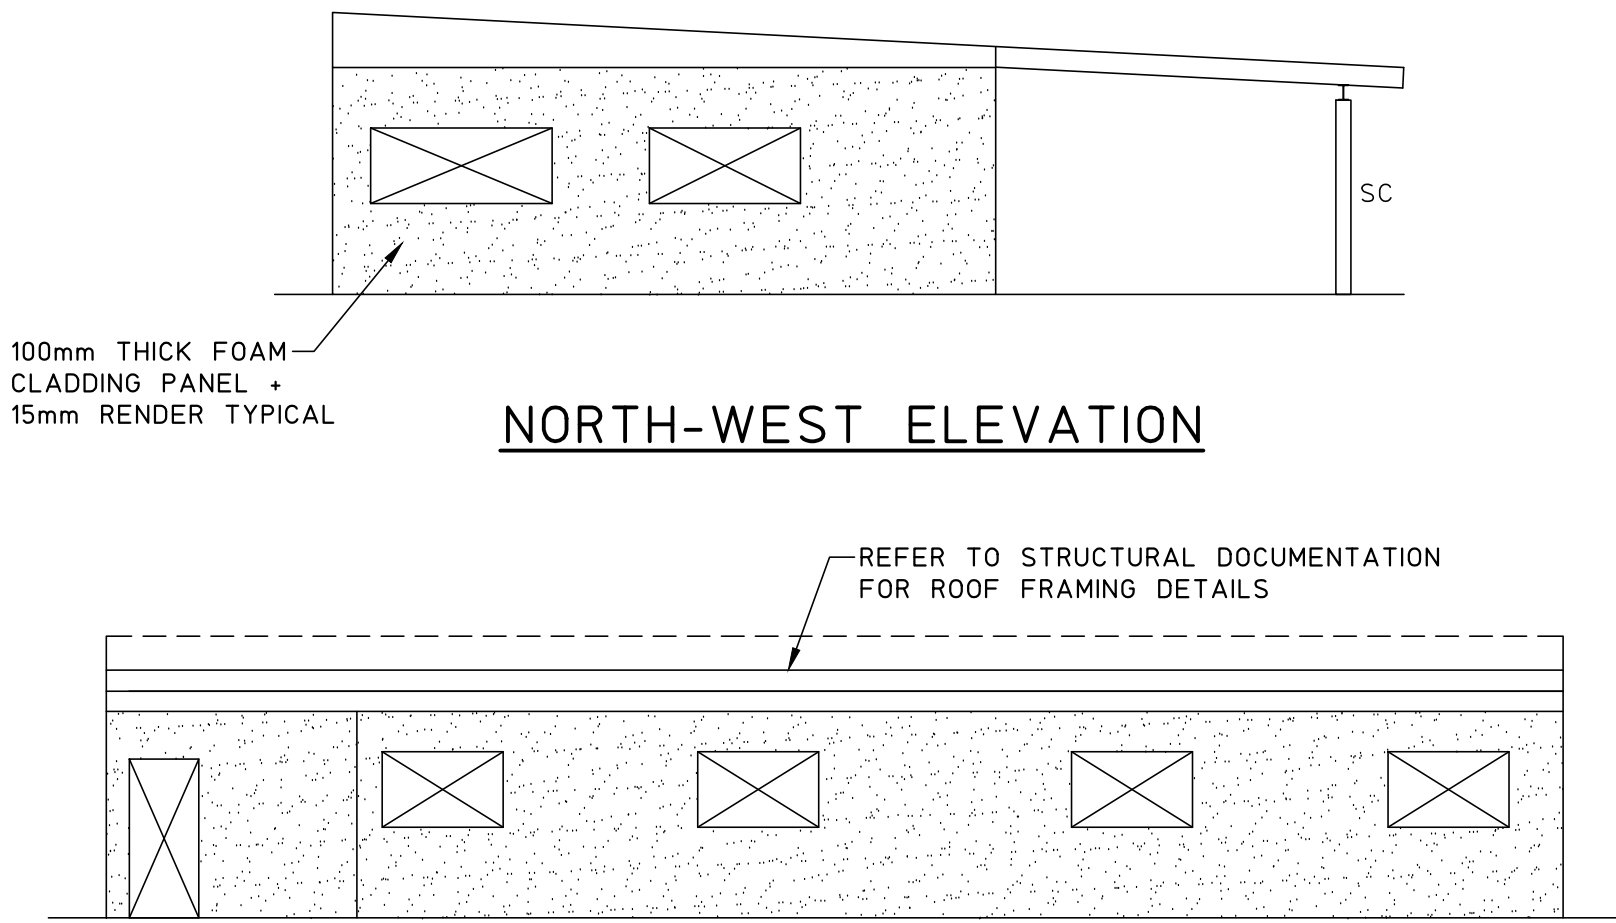 SC
100mm THICK FOAM
CLADDING PANEL +
15mm RENDER TYPICAL
NORTH-WEST ELEVATION
REFER TO STRUCTURAL DOCUMENTATION
FOR ROOF FRAMING DETAILS